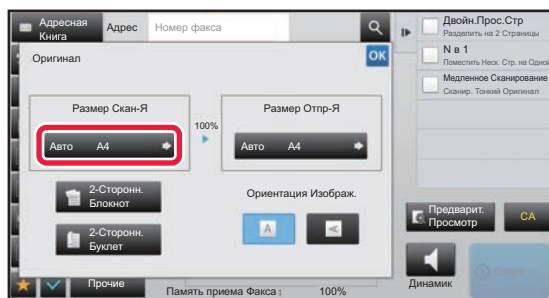 Адресная
Книга
Адрес
Номер факса
Оригинал
OK
Размер Скан-Я
Авто A4
100%
Размер Отпр-Я
Авто A4
2-Сторонн.
Блокнот
2-Сторонн.
Буклет
Ориентация Изображ.
A
A
Прочие
Память приема Факса : 100%
Двойн.Прос.Стр
Разделить на 2 Страницы
N в 1
Поместить Неск. Стр. на Одной
Медленное Сканирование
Сканир. Тонкий Оригинал
Предварит.
Просмотр
CA
Динамик
Старт